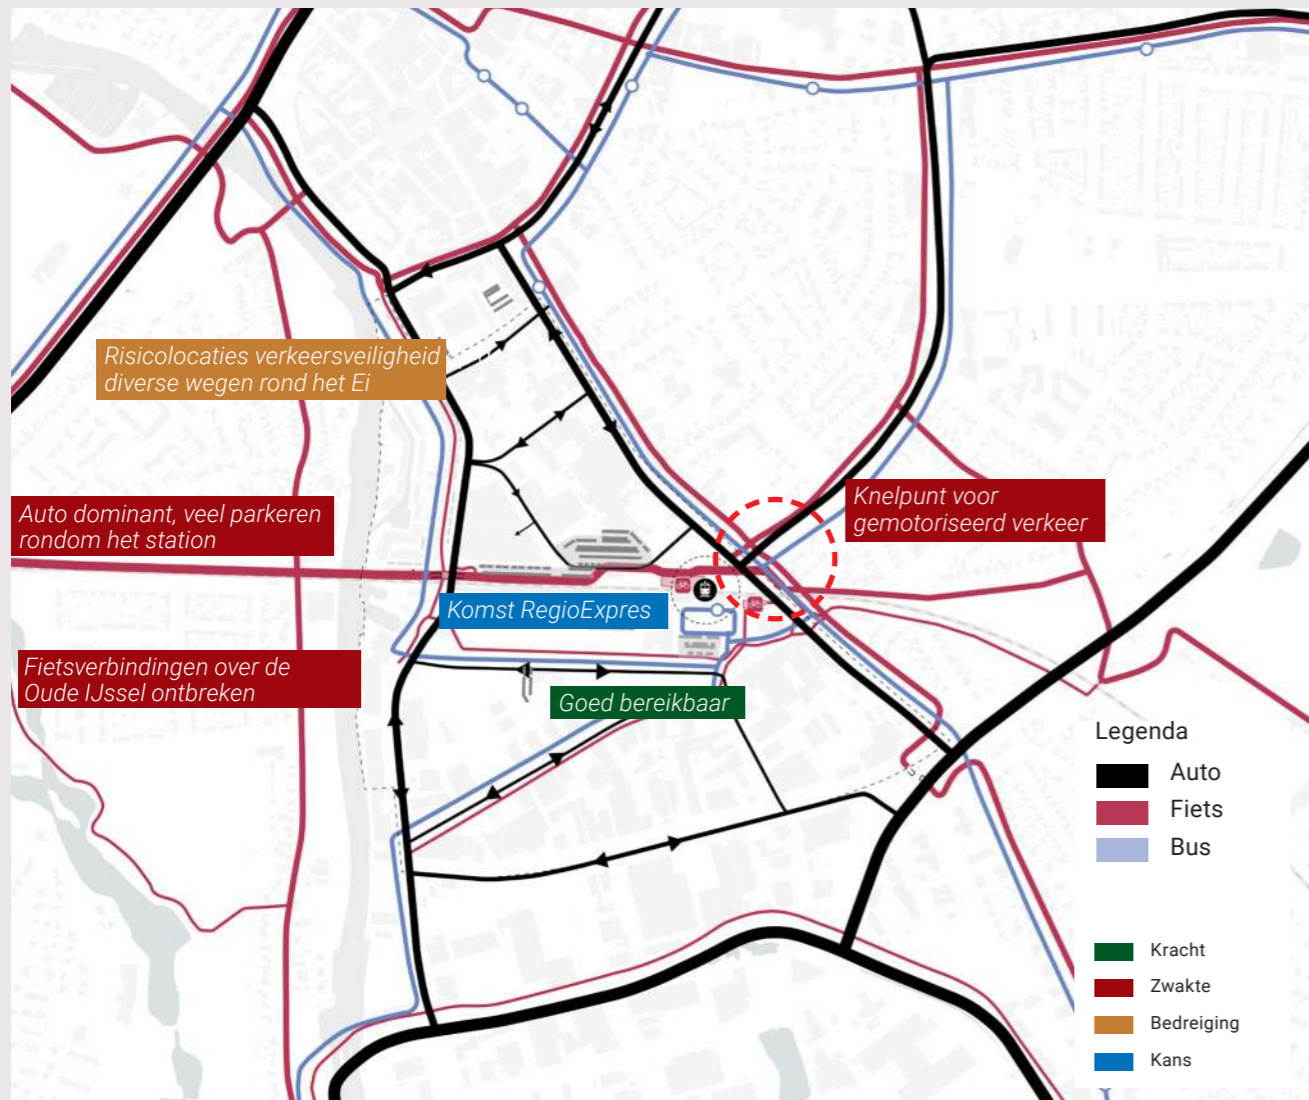 Risicolocaties verkeersveiligheid
diverse wegen rond het Ei
Auto dominant, veel parkeren
rondom het station
Knelpunt voor
gemotoriseerd verkeer
Komst RegioExpres
Fietsverbindingen over de
Oude IJssel ontbreken
Goed bereikbaar
Legenda
Auto
Fiets
Bus
Kracht
Zwakte
Bedreiging
Kans